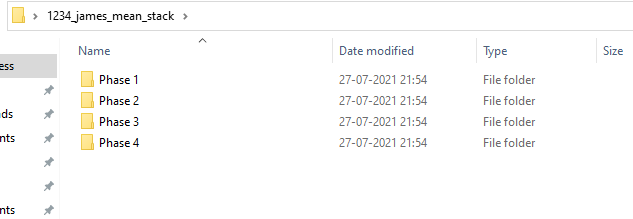 1234_james_mean_stack
Name Date modified Type Size
ess
Phase 1 27-07-2021 21:54 File folder
ads
Phase 2 27-07-2021 21:54 File folder
Phase 3 27-07-2021 21:54 File folder
nts
Phase 4 27-07-2021 21:54 File folder
nts